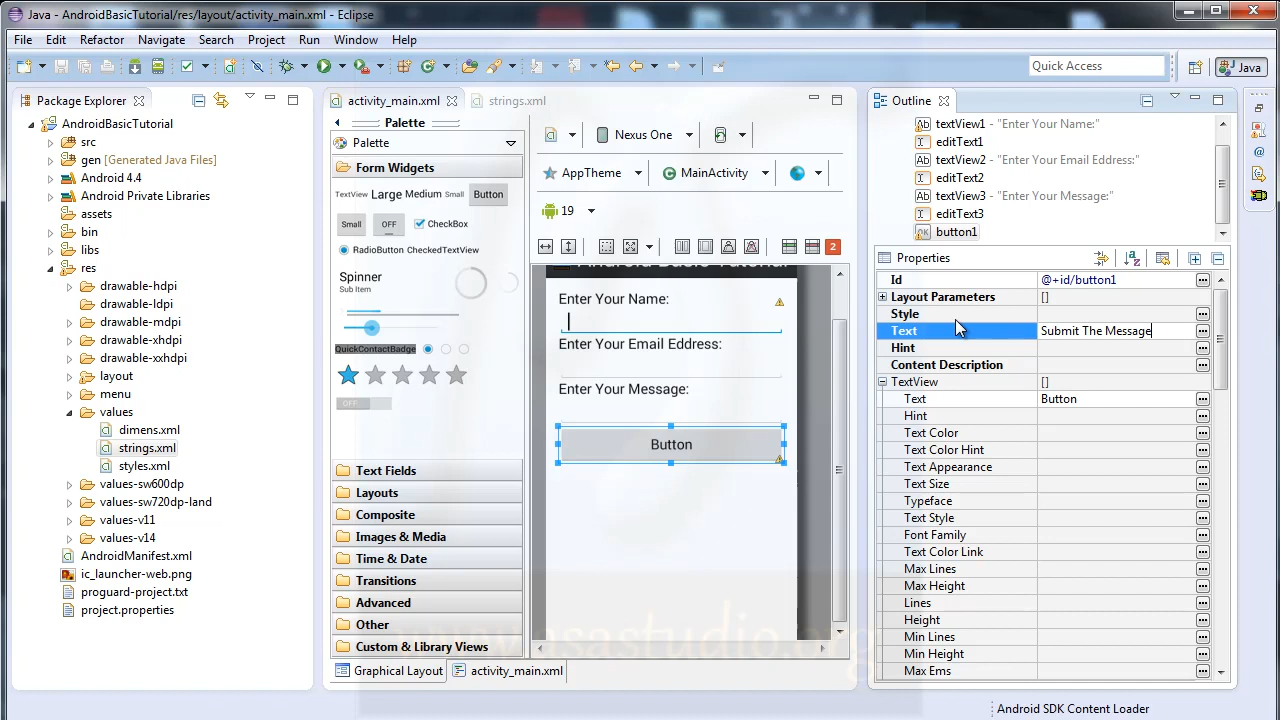 Java - AndroidBasicTutorial/res/layout/activity_main.xml - Eclipse
File Edit Refactor Navigate Search Project Run Window Help
Quick Access
Java
Package Explorer
AndroidBasicTutorial
src
gen [Generated Java Files]
Android 4.4
Android Private Libraries
assets
bin
libs
res
drawable-hdpi
drawable-ldpi
drawable-mdpi
drawable-xhdpi
drawable-xxhdpi
layout
menu
values
dimens.xml
strings.xml
styles.xml
values-sw600dp
values-sw720dp-land
values-v11
values-v14
AndroidManifest.xml
ic_launcher-web.png
proguard-project.txt
project.properties
activity_main.xml
strings.xml
Palette
Palette
Form Widgets
TextView Large Medium Small Button
Small OFF CheckBox
RadioButton CheckedTextView
Spinner
Sub Item
QuickContactBadge
OFF
Text Fields
Layouts
Composite
Images & Media
Time & Date
Transitions
Advanced
Other
Custom & Library Views
Graphical Layout activity_main.xml
Nexus One
AppTheme MainActivity
19
2
Android Basic Tutorial
Enter Your Name:
Enter Your Email Eddress:
Enter Your Message:
Button
www.asastudio.org
Outline
textView1 - "Enter Your Name:"
editText1
textView2 - "Enter Your Email Eddress:"
editText2
textView3 - "Enter Your Message:"
editText3
button1
Properties
Id @+id/button1
Layout Parameters []
Style
Text Submit The Message
Hint
Content Description
TextView []
Text Button
Hint
Text Color
Text Color Hint
Text Appearance
Text Size
Typeface
Text Style
Font Family
Text Color Link
Max Lines
Max Height
Lines
Height
Min Lines
Min Height
Max Ems
Android SDK Content Loader